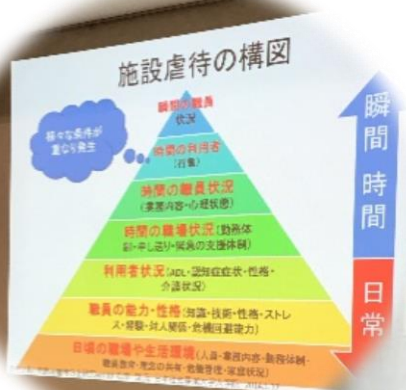 施設虐待の構図
瞬間の職員
状況
様々な条件が
重なり発生
時間の利用者
(行動)
時間の職員状況
(業務内容・心理状態)
時間の職場状況(勤務体
制・申し送り・緊急の支援体制)
利用者状況(ADL・認知症症状・性格・
介護状況)
職員の能力・性格(知識・技術・性格・ストレ
ス・経験・対人関係・危機回避能力)
日頃の職場や生活環境(人員・業務内容・勤務体制・
職員教育・理念の共有・危機管理・家庭状況)
瞬間
時間
日常